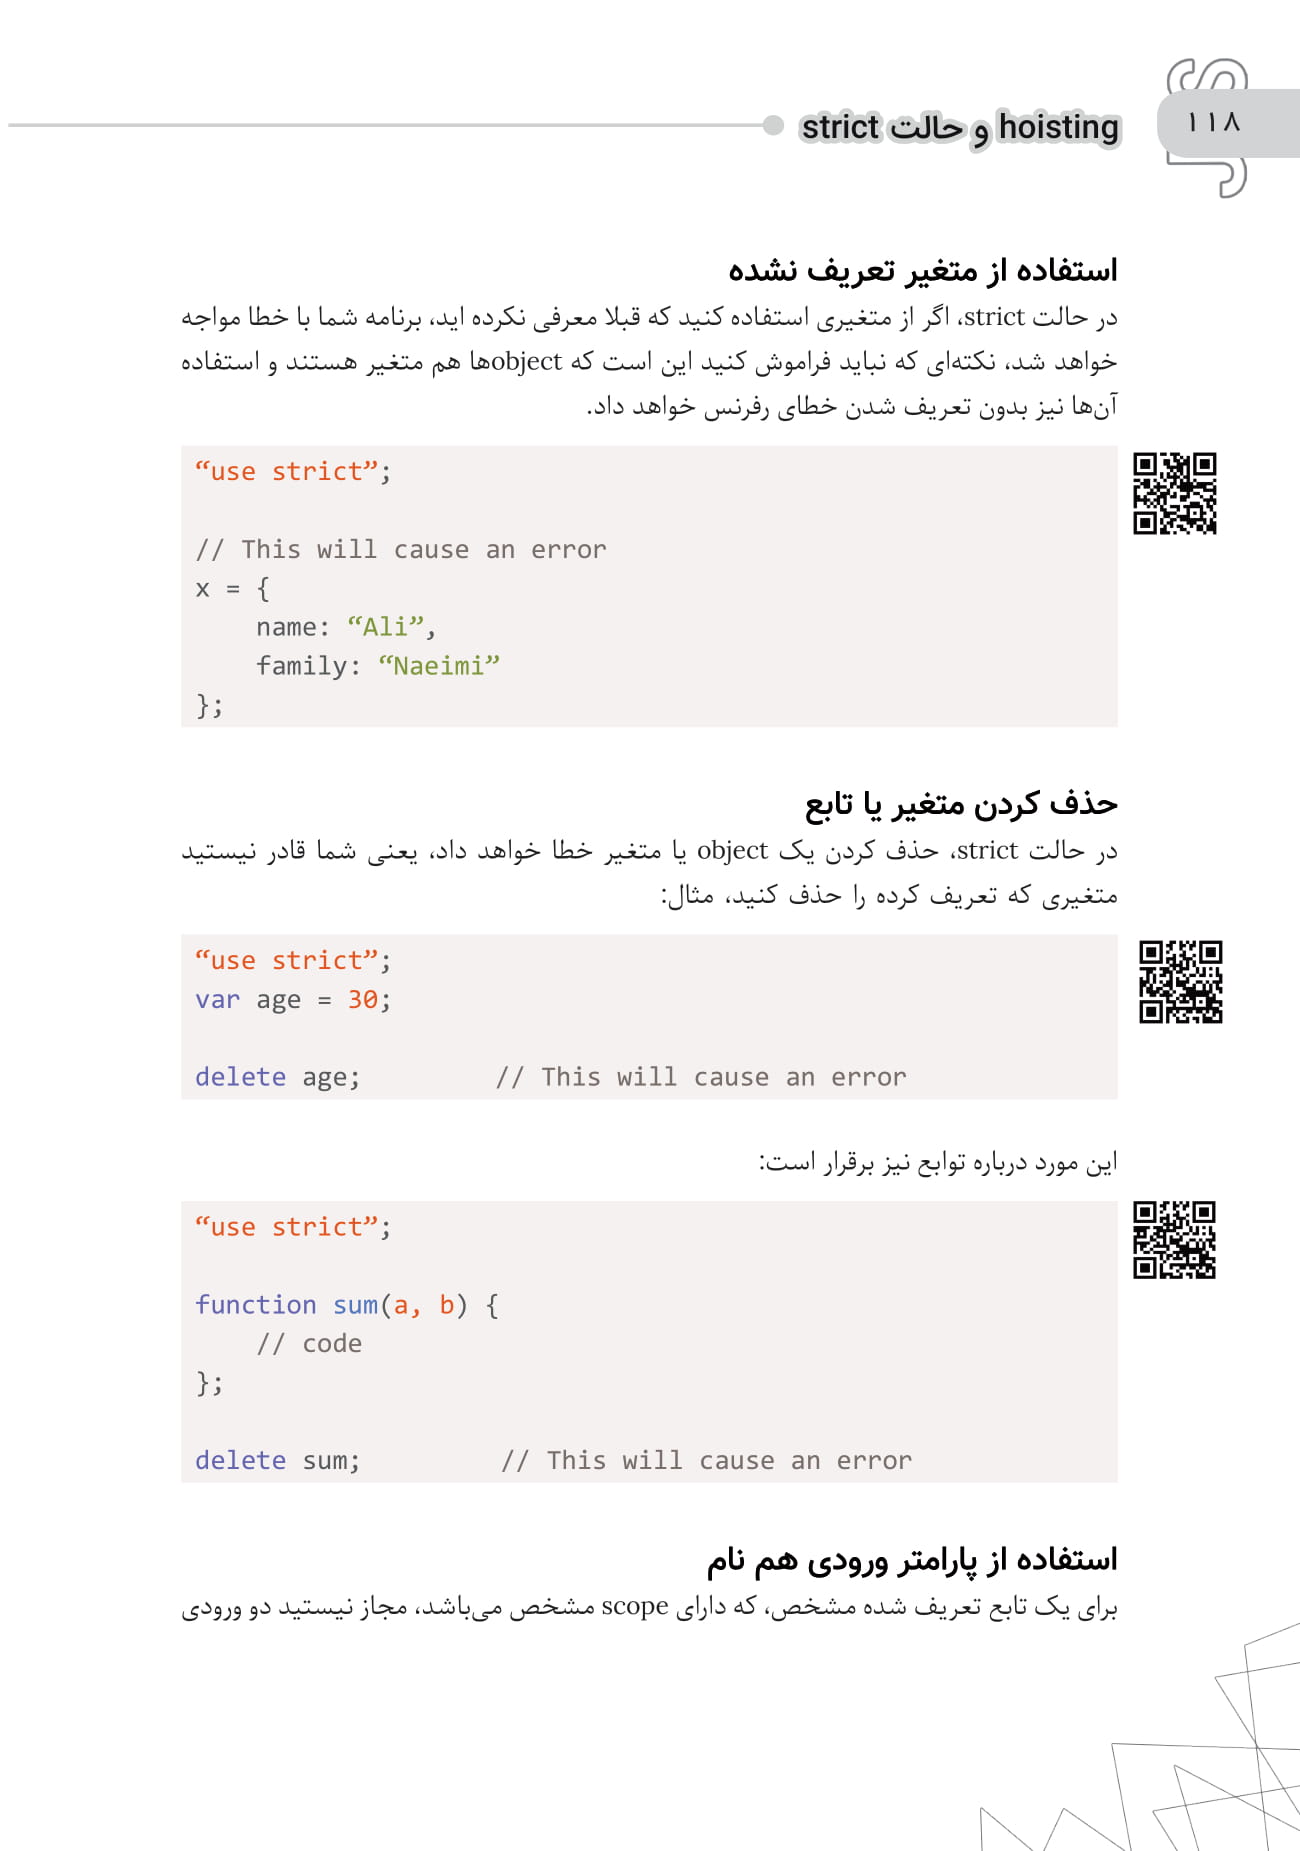 ۱۱۸
hoisting و حالت strict
استفاده از متغیر تعریف نشده
در حالت strict، اگر از متغیری استفاده کنید که قبلا معرفی نکرده اید، برنامه شما با خطا مواجه
خواهد شد، نکته‌ای که نباید فراموش کنید این است که objectها هم متغیر هستند و استفاده
آن‌ها نیز بدون تعریف شدن خطای رفرنس خواهد داد.
“use strict”;
// This will cause an error
x = {
    name: “Ali”,
    family: “Naeimi”
};
حذف کردن متغیر یا تابع
در حالت strict، حذف کردن یک object یا متغیر خطا خواهد داد، یعنی شما قادر نیستید
متغیری که تعریف کرده را حذف کنید، مثال:
“use strict”;
var age = 30;
delete age;         // This will cause an error
این مورد درباره توابع نیز برقرار است:
“use strict”;
function sum(a, b) {
    // code
};
delete sum;         // This will cause an error
استفاده از پارامتر ورودی هم نام
برای یک تابع تعریف شده مشخص، که دارای scope مشخص می‌باشد، مجاز نیستید دو ورودی